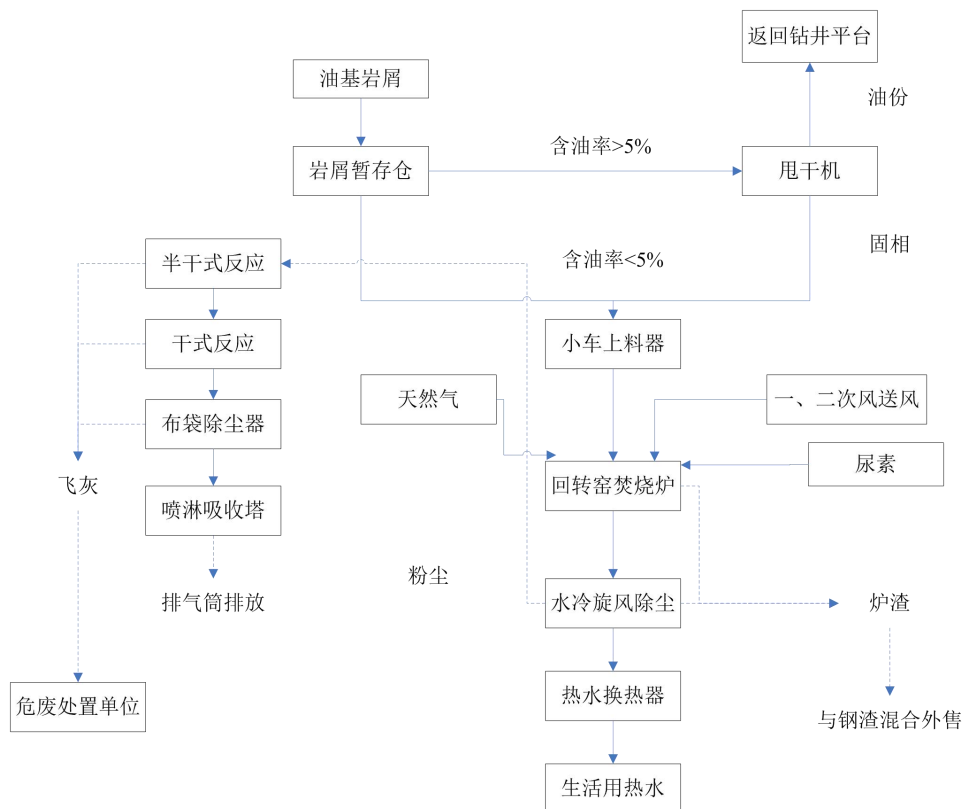 返回钻井平台
油基岩屑
油份
含油率>5%
岩屑暂存仓
甩干机
固相
半干式反应
含油率<5%
干式反应
小车上料器
天然气
一、二次风送风
布袋除尘器
尿素
飞灰
回转窑焚烧炉
喷淋吸收塔
粉尘
排气筒排放
水冷旋风除尘
炉渣
热水换热器
危废处置单位
与钢渣混合外售
生活用热水